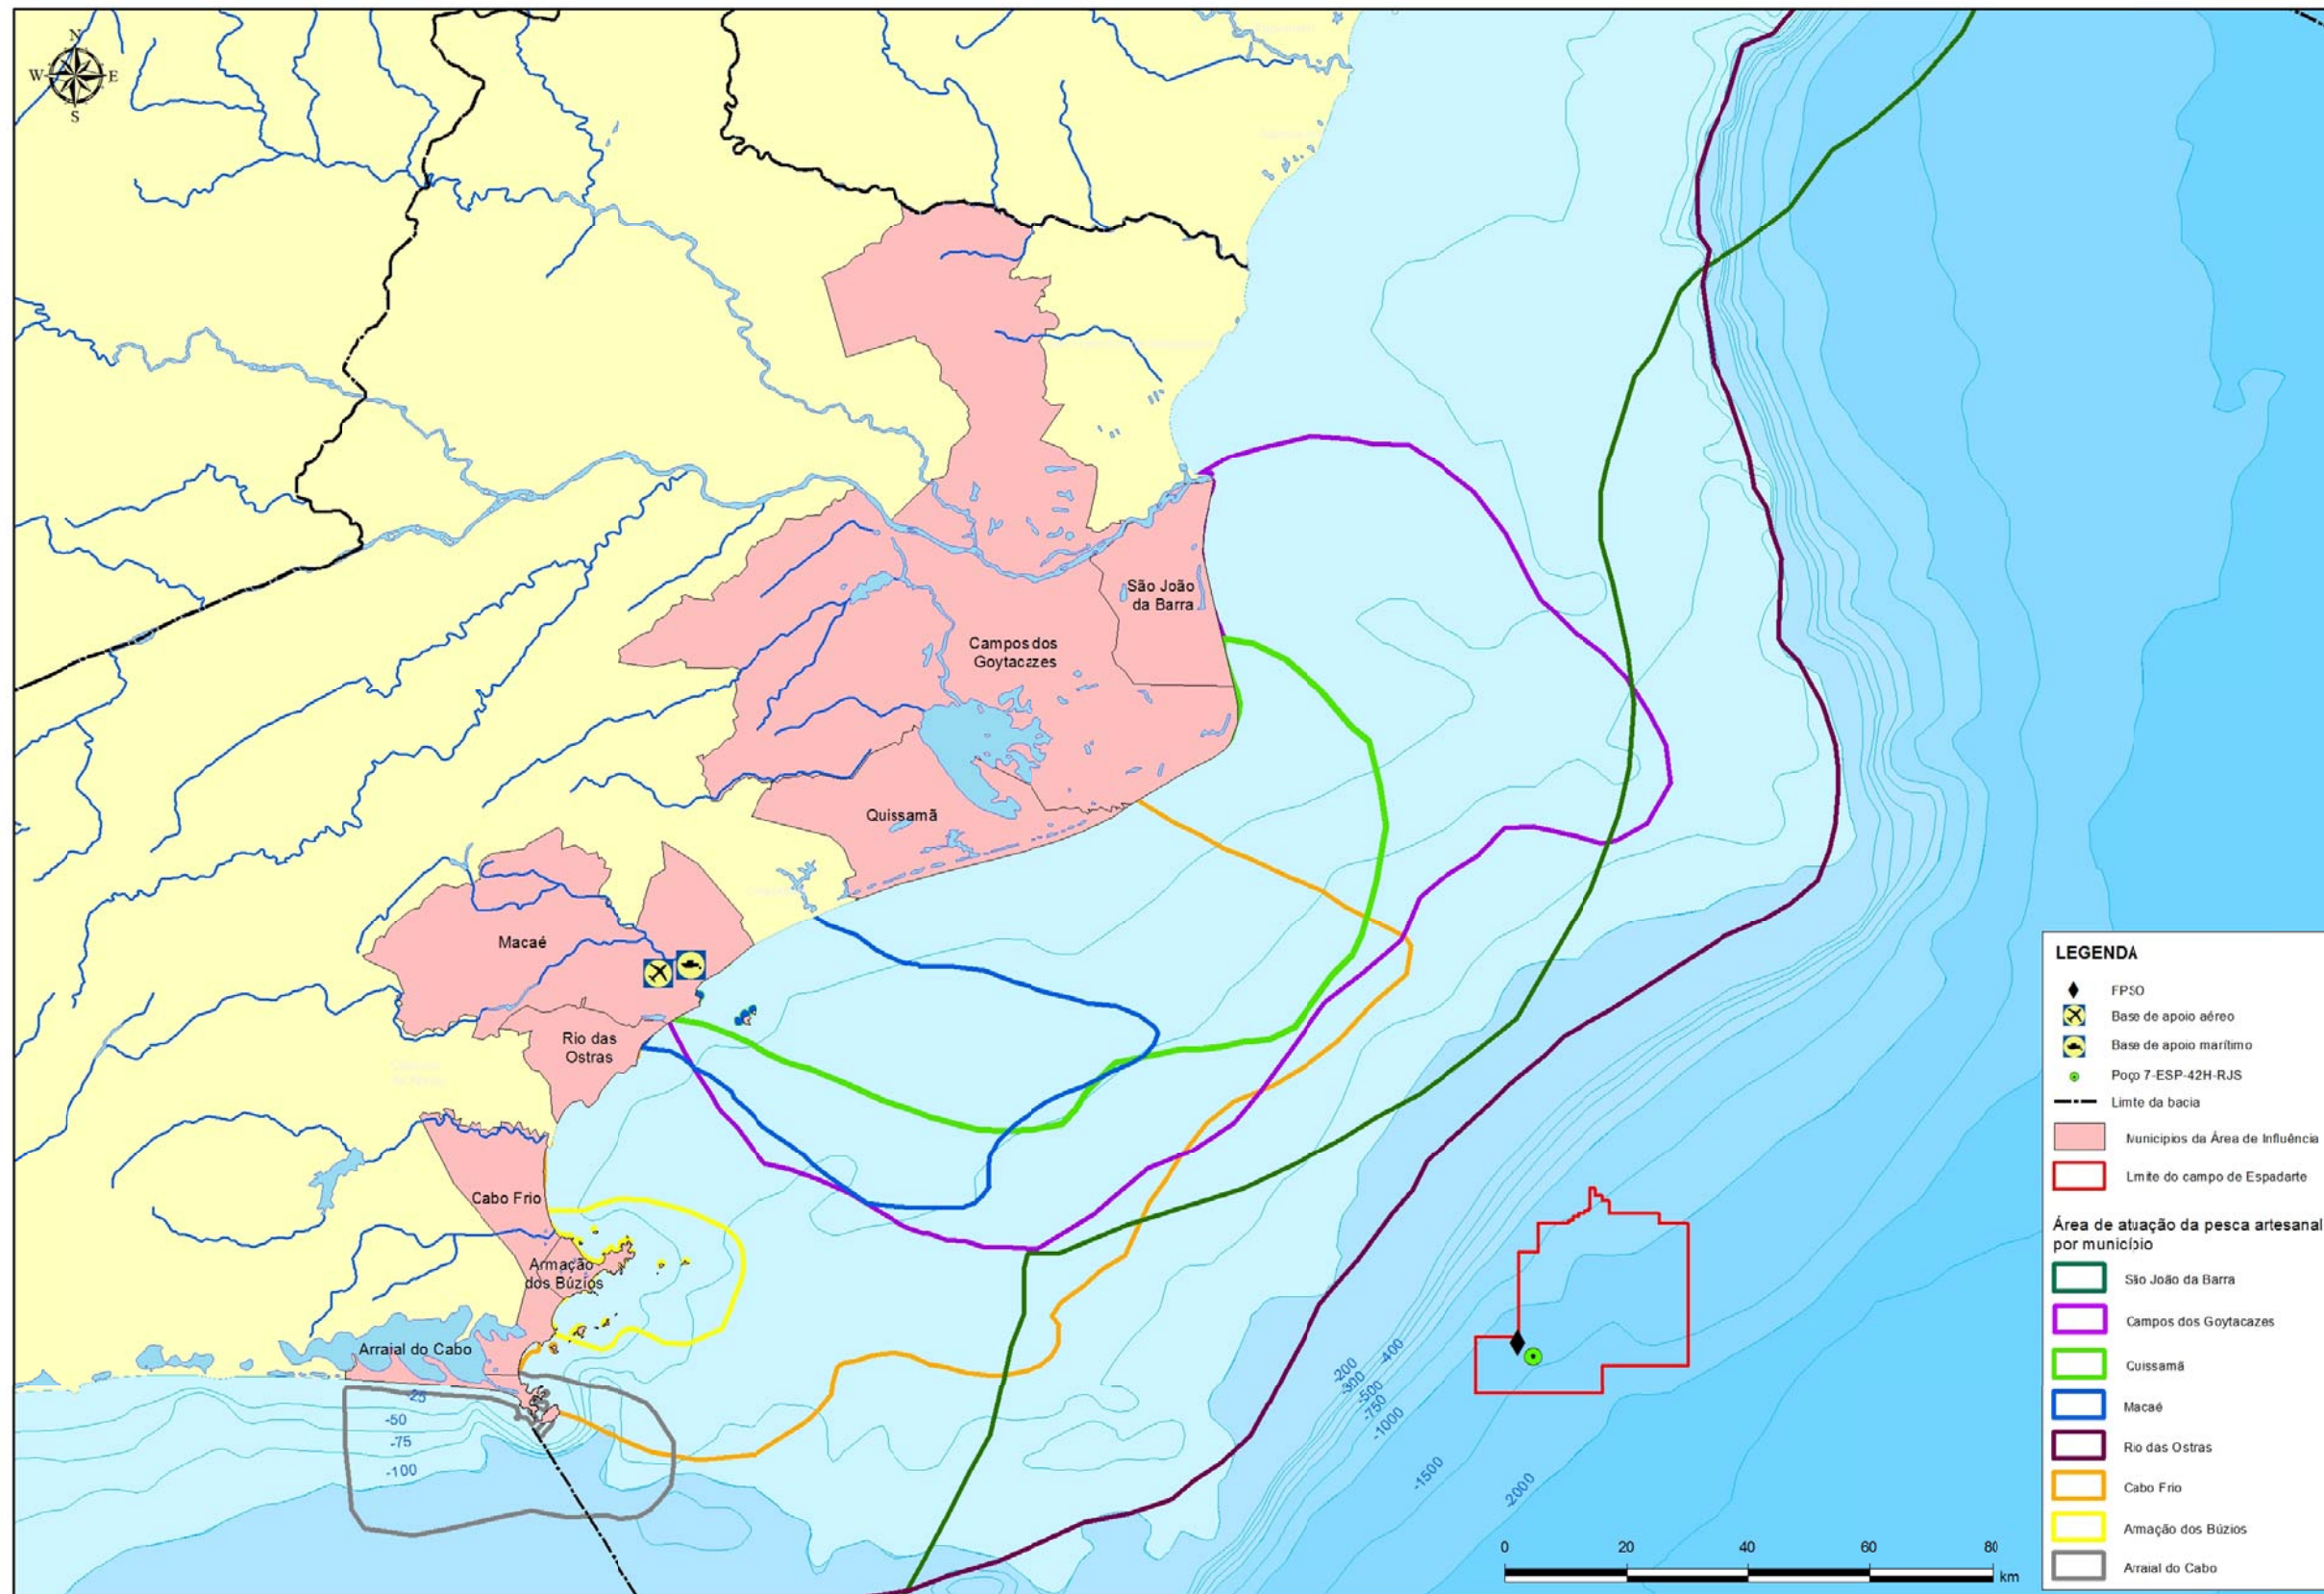 N
W E
S
São João
da Barra
Campos dos
Goytacazes
Quissamã
Macaé
Rio das
Ostras
Cabo Frio
Armação
dos Búzios
Arraial do Cabo
25
-50
-75
-100
-200
-300
-400
-500
-750
-1000
-1500
-2000
LEGENDA
FPSO
Base de apoio aéreo
Base de apoio marítimo
Poço 7-ESP-42H-RJS
Limte da bacia
Municipios da Área de Influência
Lmite do campo de Espadarte
Área de atuação da pesca artesanal
por município
São João da Barra
Campos dos Goytacazes
Quissamã
Macaé
Rio das Ostras
Cabo Frio
Armação dos Búzios
Arraial do Cabo
0 20 40 60 80
km